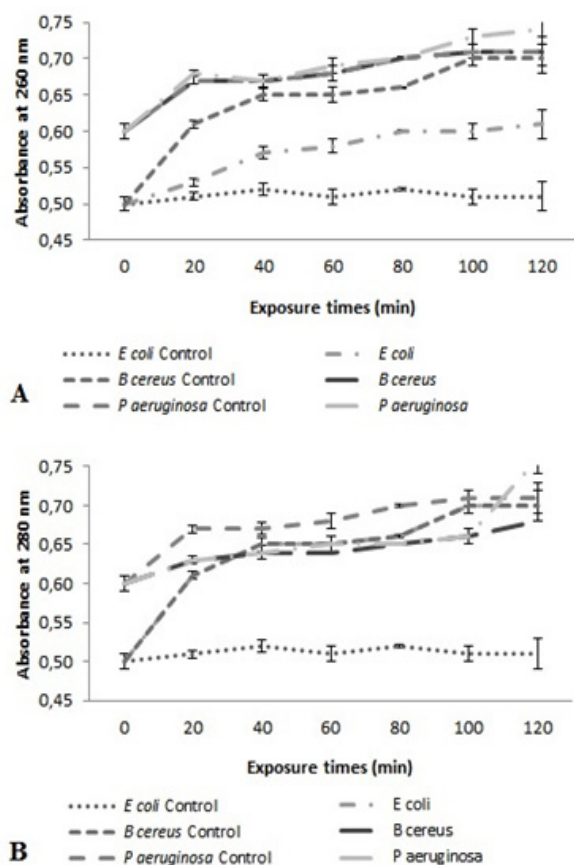 Absorbance at 260 nm
0,75
0,70
0,65
0,60
0,55
0,50
0,45
0 20 40 60 80 100 120
Exposure times (min)
E coli Control E coli
B cereus Control B cereus
P aeruginosa Control P aeruginosa
A
Absorbance at 280 nm
0,75
0,70
0,65
0,60
0,55
0,50
0,45
0 20 40 60 80 100 120
Exposure times (min)
E coli Control E coli
B cereus Control B cereus
P aeruginosa Control P aeruginosa
B